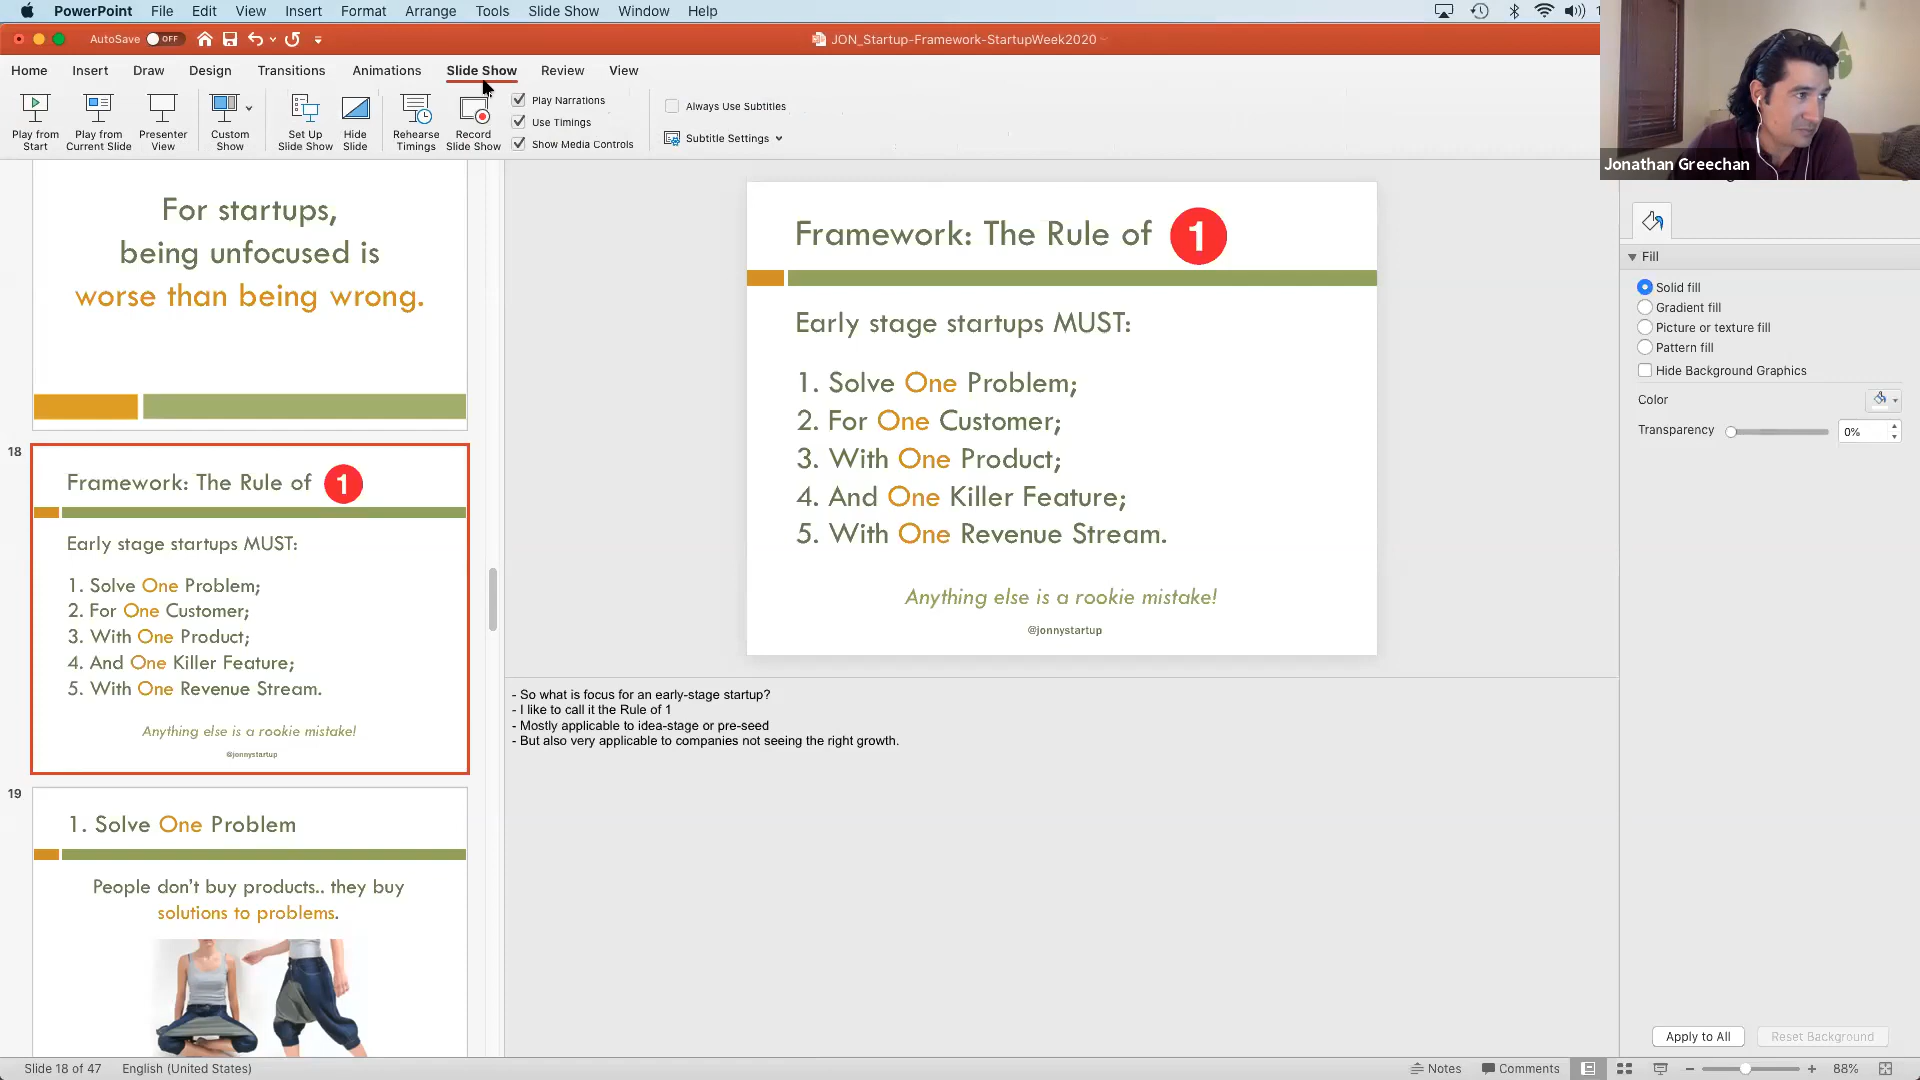 PowerPoint File Edit View Insert Format Arrange Tools Slide Show Window Help
AutoSave OFF
JON_Startup-Framework-StartupWeek2020
Home Insert Draw Design Transitions Animations Slide Show Review View
Play from Start
Play from Current Slide
Presenter View
Custom Show
Set Up Slide Show
Hide Slide
Rehearse Timings
Record Slide Show
Play Narrations
Use Timings
Show Media Controls
Always Use Subtitles
Subtitle Settings
Jonathan Greechan
For startups,
being unfocused is
worse than being wrong.
18
Framework: The Rule of 1
Early stage startups MUST:
1. Solve One Problem;
2. For One Customer;
3. With One Product;
4. And One Killer Feature;
5. With One Revenue Stream.
Anything else is a rookie mistake!
@jonnystartup
19
1. Solve One Problem
People don't buy products.. they buy
solutions to problems.
Framework: The Rule of 1
Early stage startups MUST:
1. Solve One Problem;
2. For One Customer;
3. With One Product;
4. And One Killer Feature;
5. With One Revenue Stream.
Anything else is a rookie mistake!
@jonnystartup
- So what is focus for an early-stage startup?
- I like to call it the Rule of 1
- Mostly applicable to idea-stage or pre-seed
- But also very applicable to companies not seeing the right growth.
Fill
Solid fill
Gradient fill
Picture or texture fill
Pattern fill
Hide Background Graphics
Color
Transparency 0%
Apply to All Reset Background
Slide 18 of 47 English (United States) Notes Comments 88%